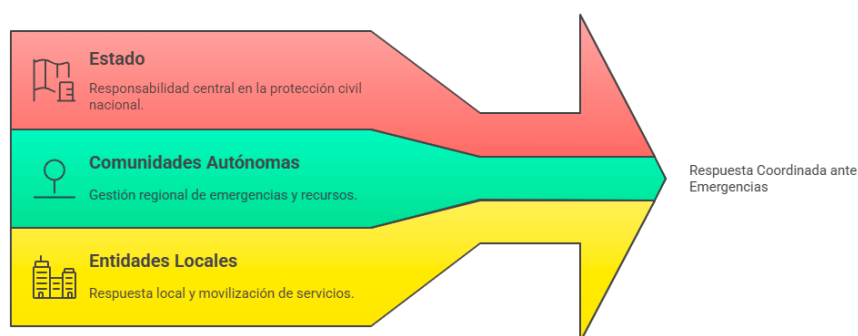 Estado
Responsabilidad central en la protección civil
nacional.
Comunidades Autónomas
Gestión regional de emergencias y recursos.
Entidades Locales
Respuesta local y movilización de servicios.
Respuesta Coordinada ante
Emergencias